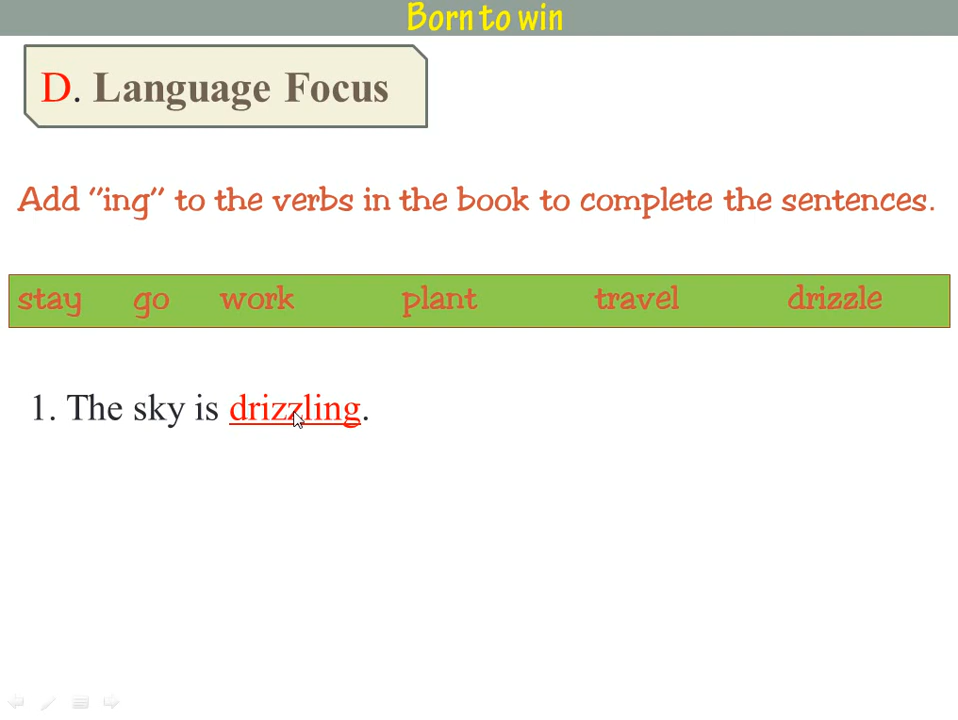 Born to win
D. Language Focus
Add "ing" to the verbs in the book to complete the sentences.
stay go work plant travel drizzle
1. The sky is drizzling.